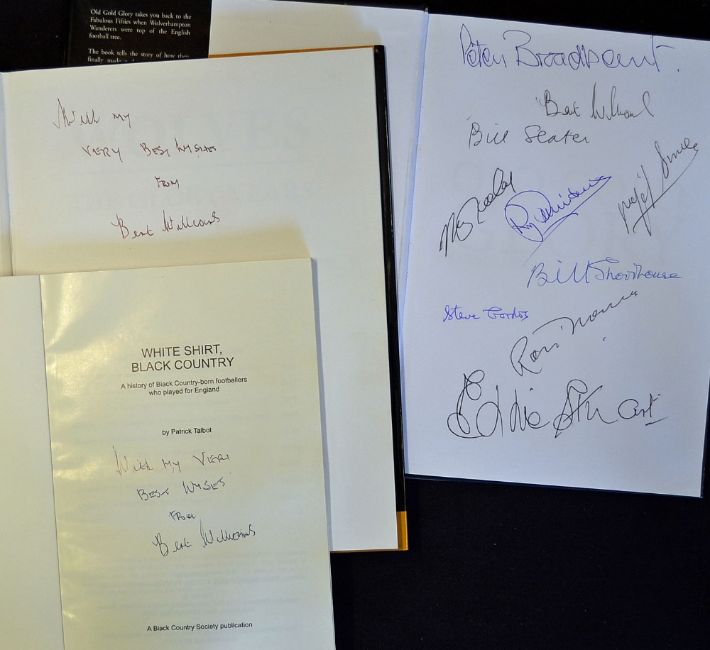 Old Gold Glory takes you back to the
Fabulous Fifties when Wolverhampton
Wanderers were top of the English
football tree.
The book tells the story of how they
finally made
With my
VERY BEST WISHES
FROM
Bert Williams
WHITE SHIRT,
BLACK COUNTRY
A history of Black Country-born footballers
who played for England
by Patrick Talbot
With MY VERY
BEST WISHES
FROM
Bert Williams
A Black Country Society publication
Peter Broadbent.
Bert Williams
Bill Slater
Bill Shorthouse
Steve Gordos
Ron
Eddie Stuart